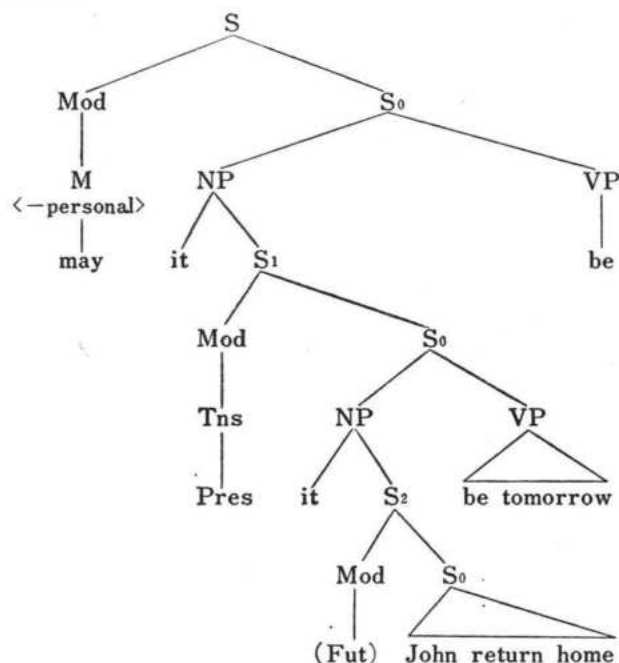 S
Mod S₀
M NP VP
<−personal>
may it S₁ be
Mod S₀
Tns NP VP
Pres it S₂ be tomorrow
Mod S₀
(Fut) John return home